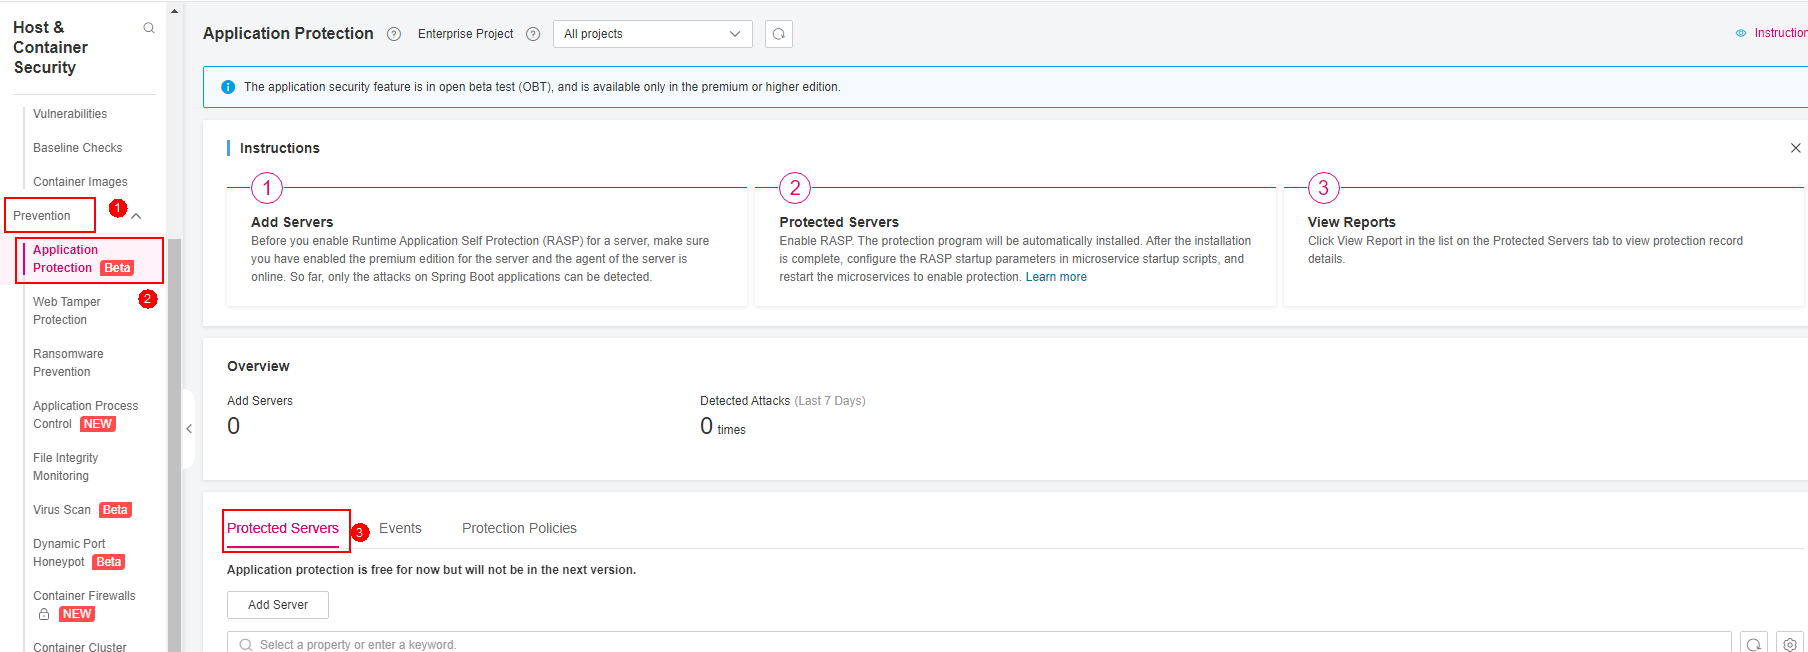 Host &
Container
Security
Vulnerabilities
Baseline Checks
Container Images
Prevention
1
Application
Protection Beta
2
Web Tamper
Protection
Ransomware
Prevention
Application Process
Control NEW
File Integrity
Monitoring
Virus Scan Beta
Dynamic Port
Honeypot Beta
Container Firewalls
NEW
Container Cluster
Application Protection ? Enterprise Project ? All projects
Instruction
The application security feature is in open beta test (OBT), and is available only in the premium or higher edition.
Instructions
1
Add Servers
Before you enable Runtime Application Self Protection (RASP) for a server, make sure
you have enabled the premium edition for the server and the agent of the server is
online. So far, only the attacks on Spring Boot applications can be detected.
2
Protected Servers
Enable RASP. The protection program will be automatically installed. After the installation
is complete, configure the RASP startup parameters in microservice startup scripts, and
restart the microservices to enable protection. Learn more
3
View Reports
Click View Report in the list on the Protected Servers tab to view protection record
details.
Overview
Add Servers
0
Detected Attacks (Last 7 Days)
0 times
Protected Servers 3 Events Protection Policies
Application protection is free for now but will not be in the next version.
Add Server
Select a property or enter a keyword.